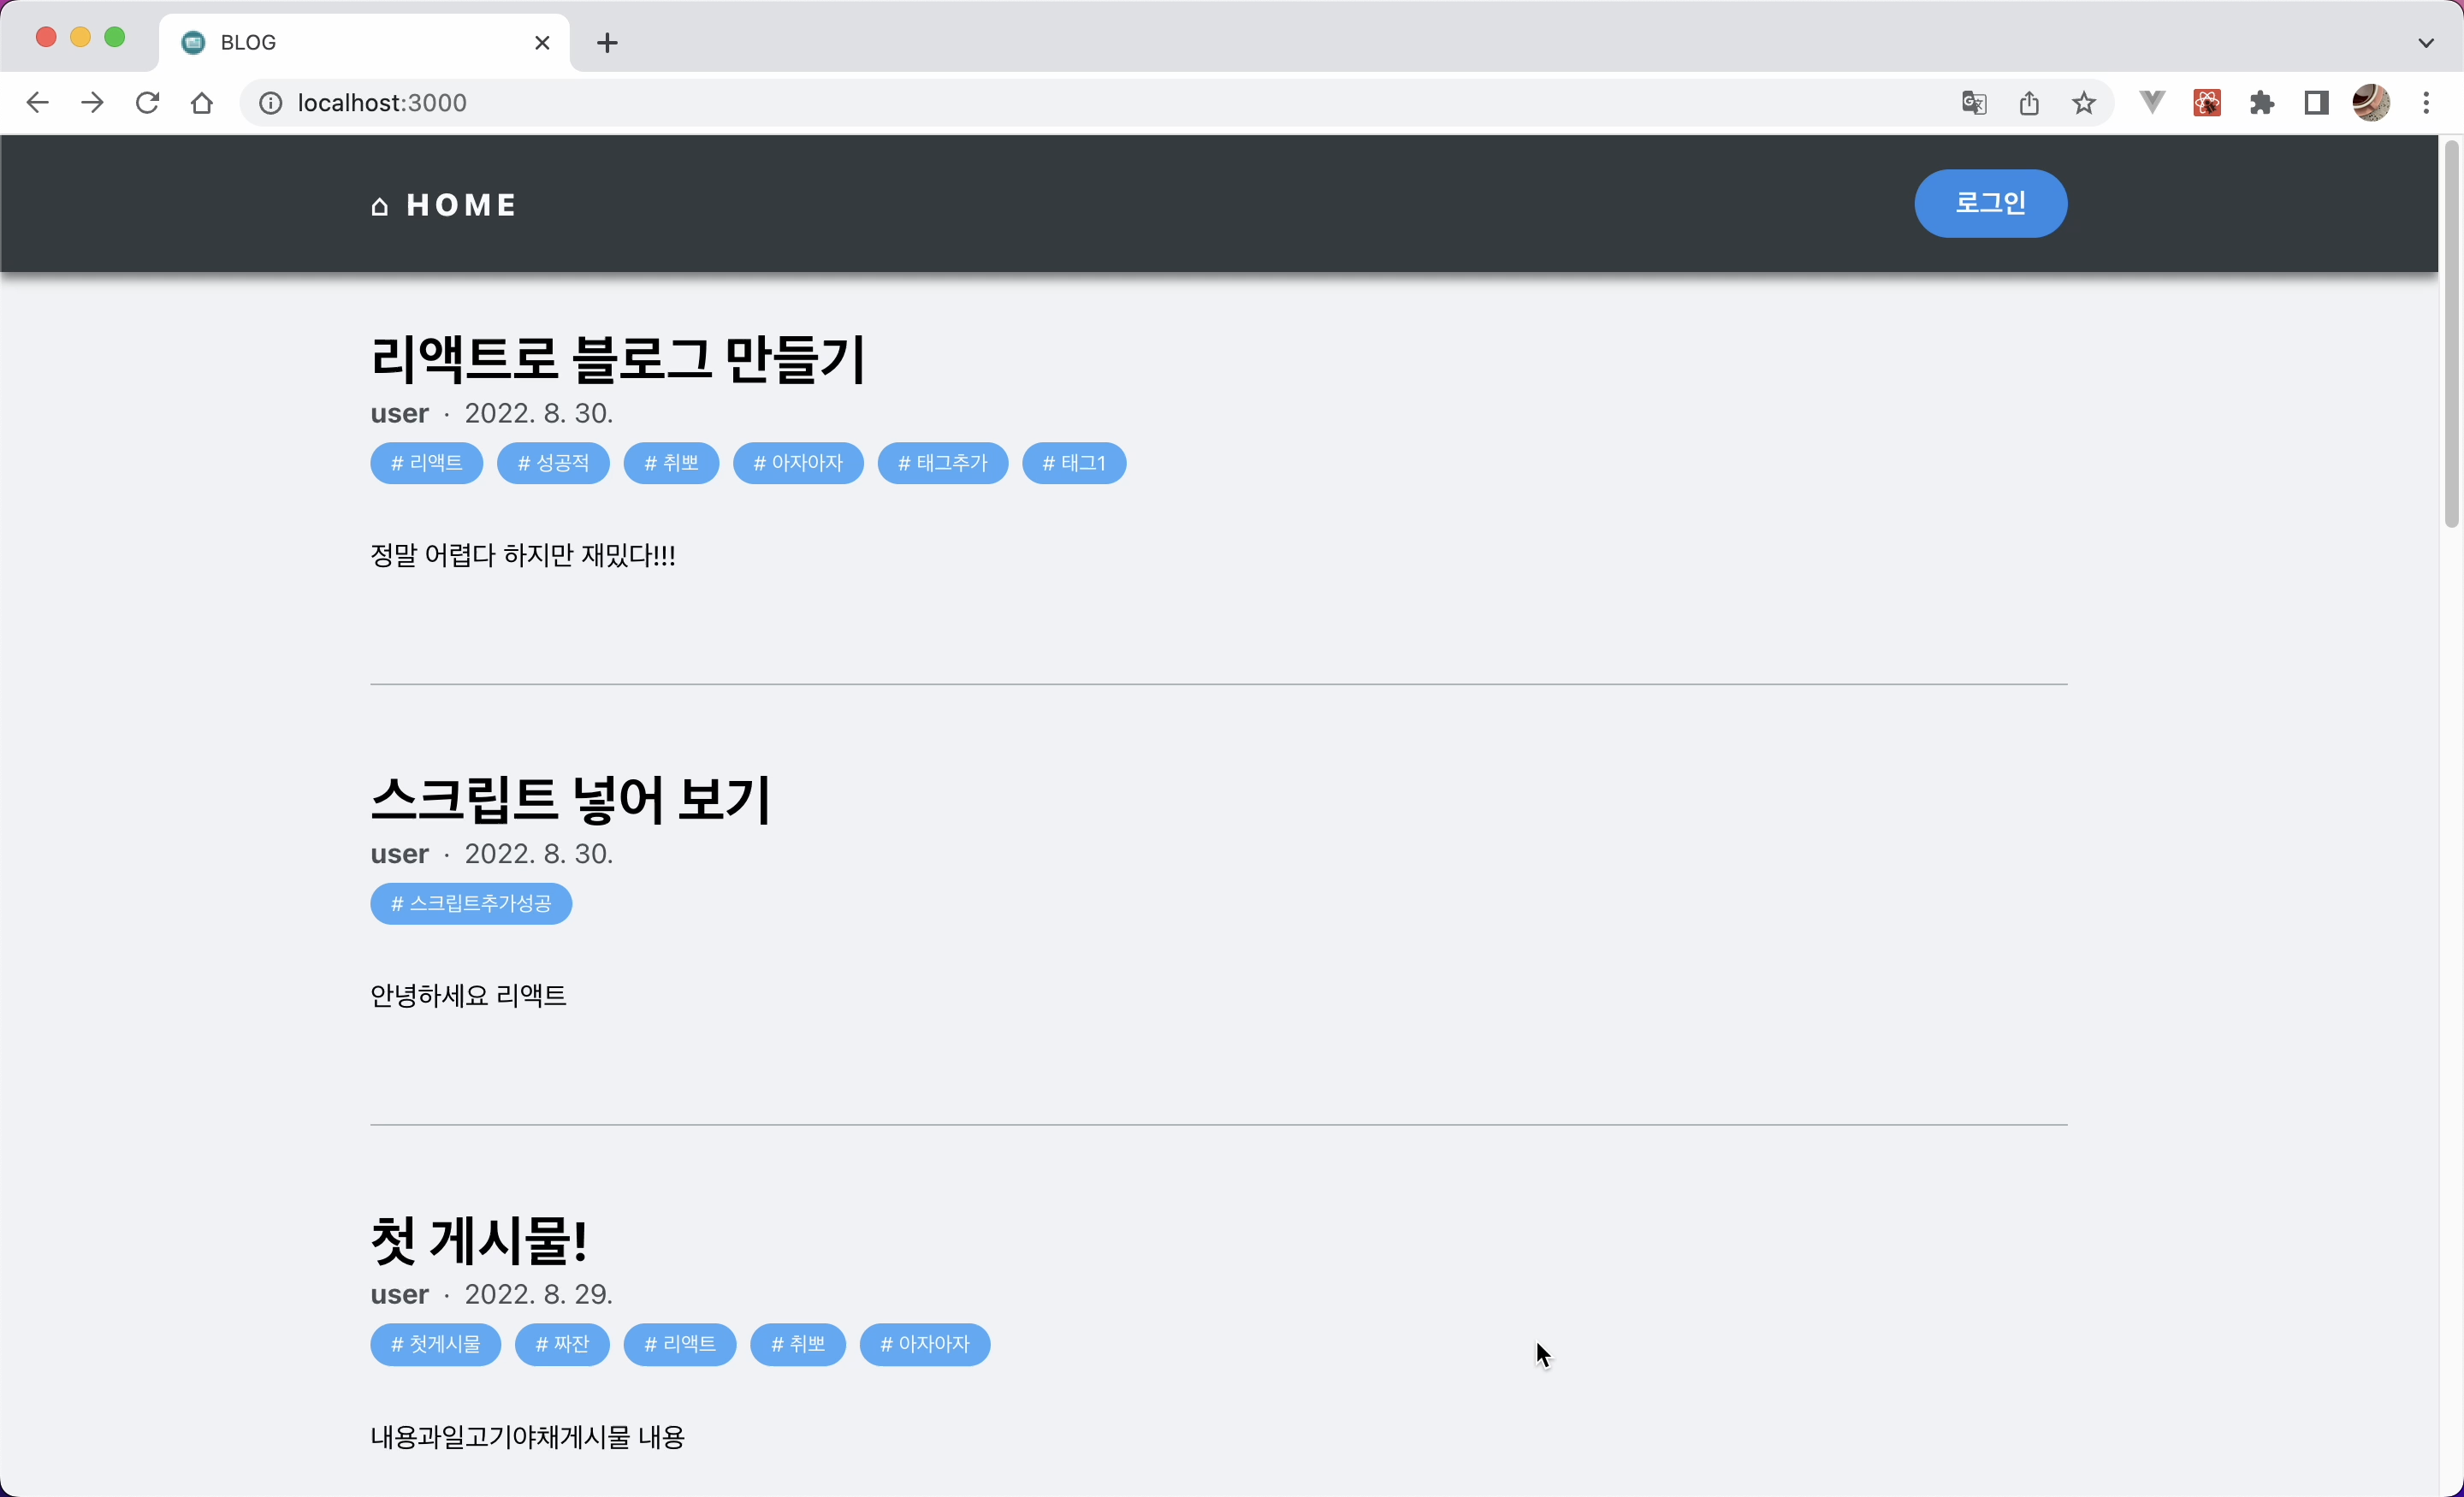 BLOG
localhost:3000
HOME
로그인
리액트로 블로그 만들기
user · 2022. 8. 30.
# 리액트 # 성공적 # 취뽀 # 아자아자 # 태그추가 # 태그1
정말 어렵다 하지만 재밌다!!!
스크립트 넣어 보기
user · 2022. 8. 30.
# 스크립트추가성공
안녕하세요 리액트
첫 게시물!
user · 2022. 8. 29.
# 첫게시물 # 짜잔 # 리액트 # 취뽀 # 아자아자
내용과일고기야채게시물 내용